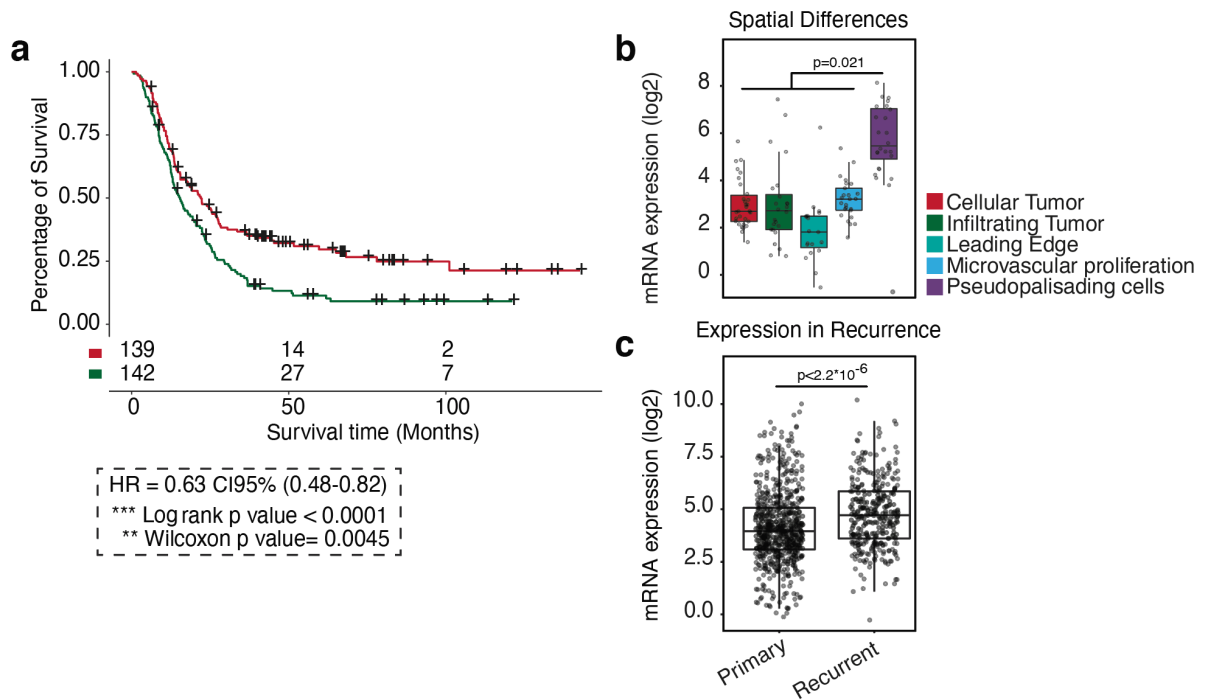 a
Percentage of Survival
1.00
0.75
0.50
0.25
0.00
139 14 2
142 27 7
0 50 100
Survival time (Months)
HR = 0.63 CI95% (0.48-0.82)
*** Log rank p value < 0.0001
** Wilcoxon p value= 0.0045
b
Spatial Differences
mRNA expression (log2)
8
6
4
2
0
p=0.021
Cellular Tumor
Infiltrating Tumor
Leading Edge
Microvascular proliferation
Pseudopalisading cells
c
Expression in Recurrence
mRNA expression (log2)
10.0
7.5
5.0
2.5
0.0
p<2.2*10-6
Primary
Recurrent